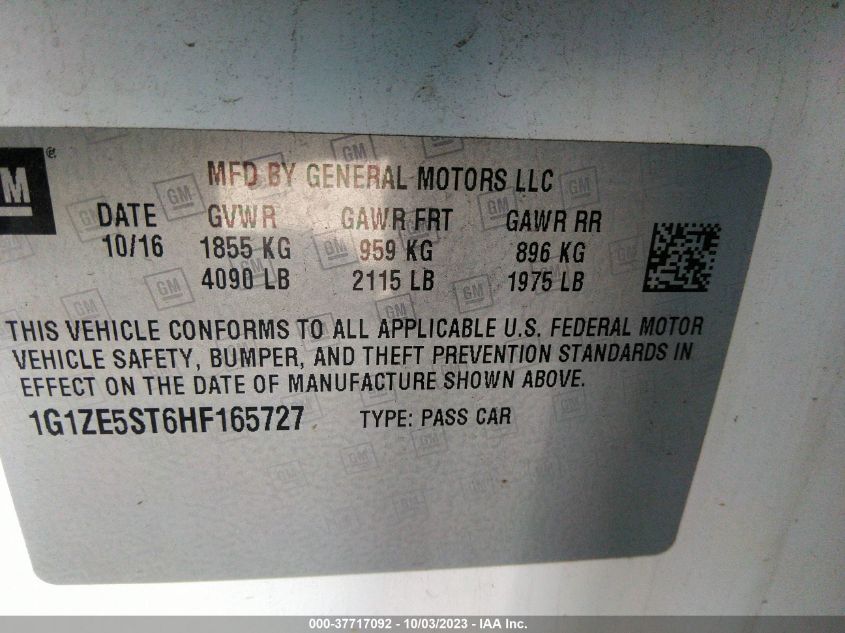 GM®
MFD BY GENERAL MOTORS LLC
DATE GVWR GAWR FRT GAWR RR
10/16 1855 KG 959 KG 896 KG
4090 LB 2115 LB 1975 LB
THIS VEHICLE CONFORMS TO ALL APPLICABLE U.S. FEDERAL MOTOR
VEHICLE SAFETY, BUMPER, AND THEFT PREVENTION STANDARDS IN
EFFECT ON THE DATE OF MANUFACTURE SHOWN ABOVE.
1G1ZE5ST6HF165727 TYPE: PASS CAR
000-37717092 - 10/03/2023 - IAA Inc.